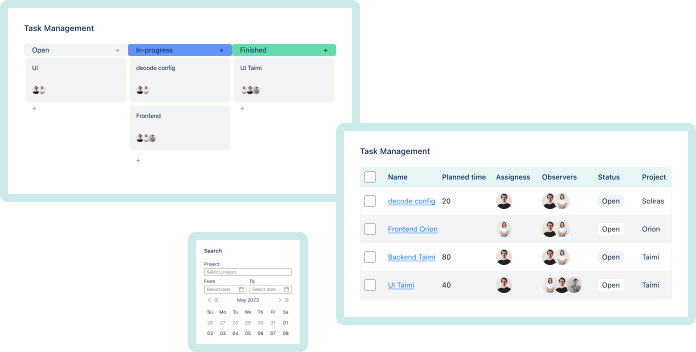 Task Management
Open + In-progress + Finished +
UI decode config UI Taimi
+ +
Frontend
+
Task Management
Name Planned time Assigness Observers Status Project
decode config 20 Open Soliras
Frontend Orion Open Orion
Backend Taimi 80 Open Taimi
UI Taimi 40 Open Taimi
Search
Project
Select project
From To
Select date Select date
< << May 2023 > >>
Su Mo Tu We Th Fr Sa
26 27 28 29 30 31 01
02 03 04 05 06 07 08